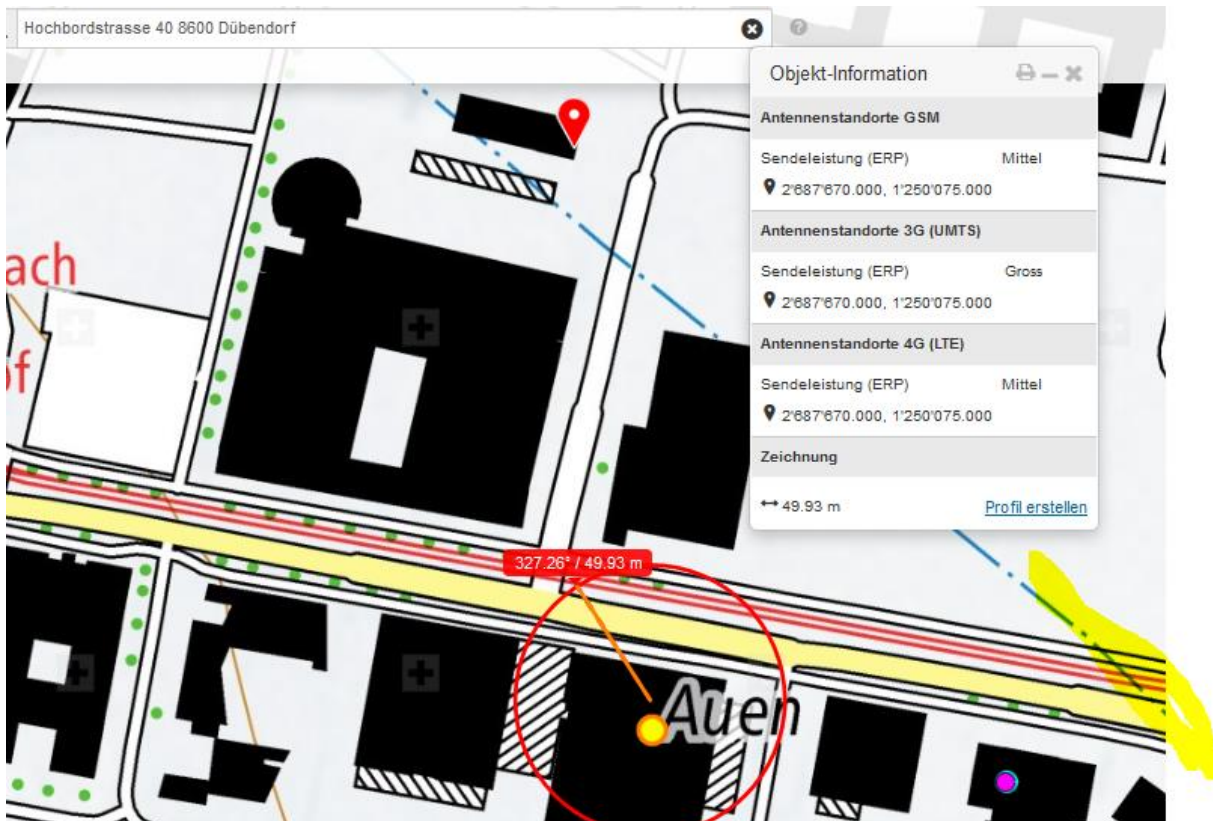 Hochbordstrasse 40 8600 Dübendorf
Objekt-Information
Antennenstandorte GSM
Sendeleistung (ERP) Mittel
2'687'670.000, 1'250'075.000
Antennenstandorte 3G (UMTS)
Sendeleistung (ERP) Gross
2'687'670.000, 1'250'075.000
Antennenstandorte 4G (LTE)
Sendeleistung (ERP) Mittel
2'687'670.000, 1'250'075.000
Zeichnung
49.93 m Profil erstellen
ach
f
327.26° / 49.93 m
Auen